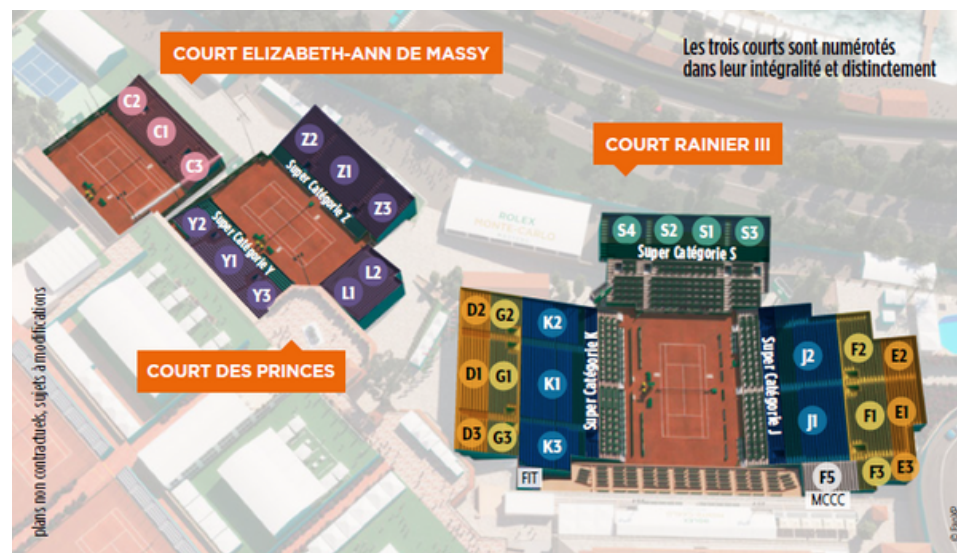 COURT ELIZABETH-ANN DE MASSY
Les trois courts sont numérotés
dans leur intégralité et distinctement
C2
C1
C3
Z2
Z1
Z3
Super Catégorie Z
COURT RAINIER III
Y2
Y1
Y3
Super Catégorie Y
L2
L1
ROLEX
MONTE-CARLO
S4
S2
S1
S3
Super Catégorie S
COURT DES PRINCES
D2
G2
K2
D1
G1
K1
D3
G3
K3
Super Catégorie K
Super Catégorie J
J2
F2
E2
J1
F1
E1
F3
E3
FIT
F5
MCCC
plans non contractuels, sujets à modifications